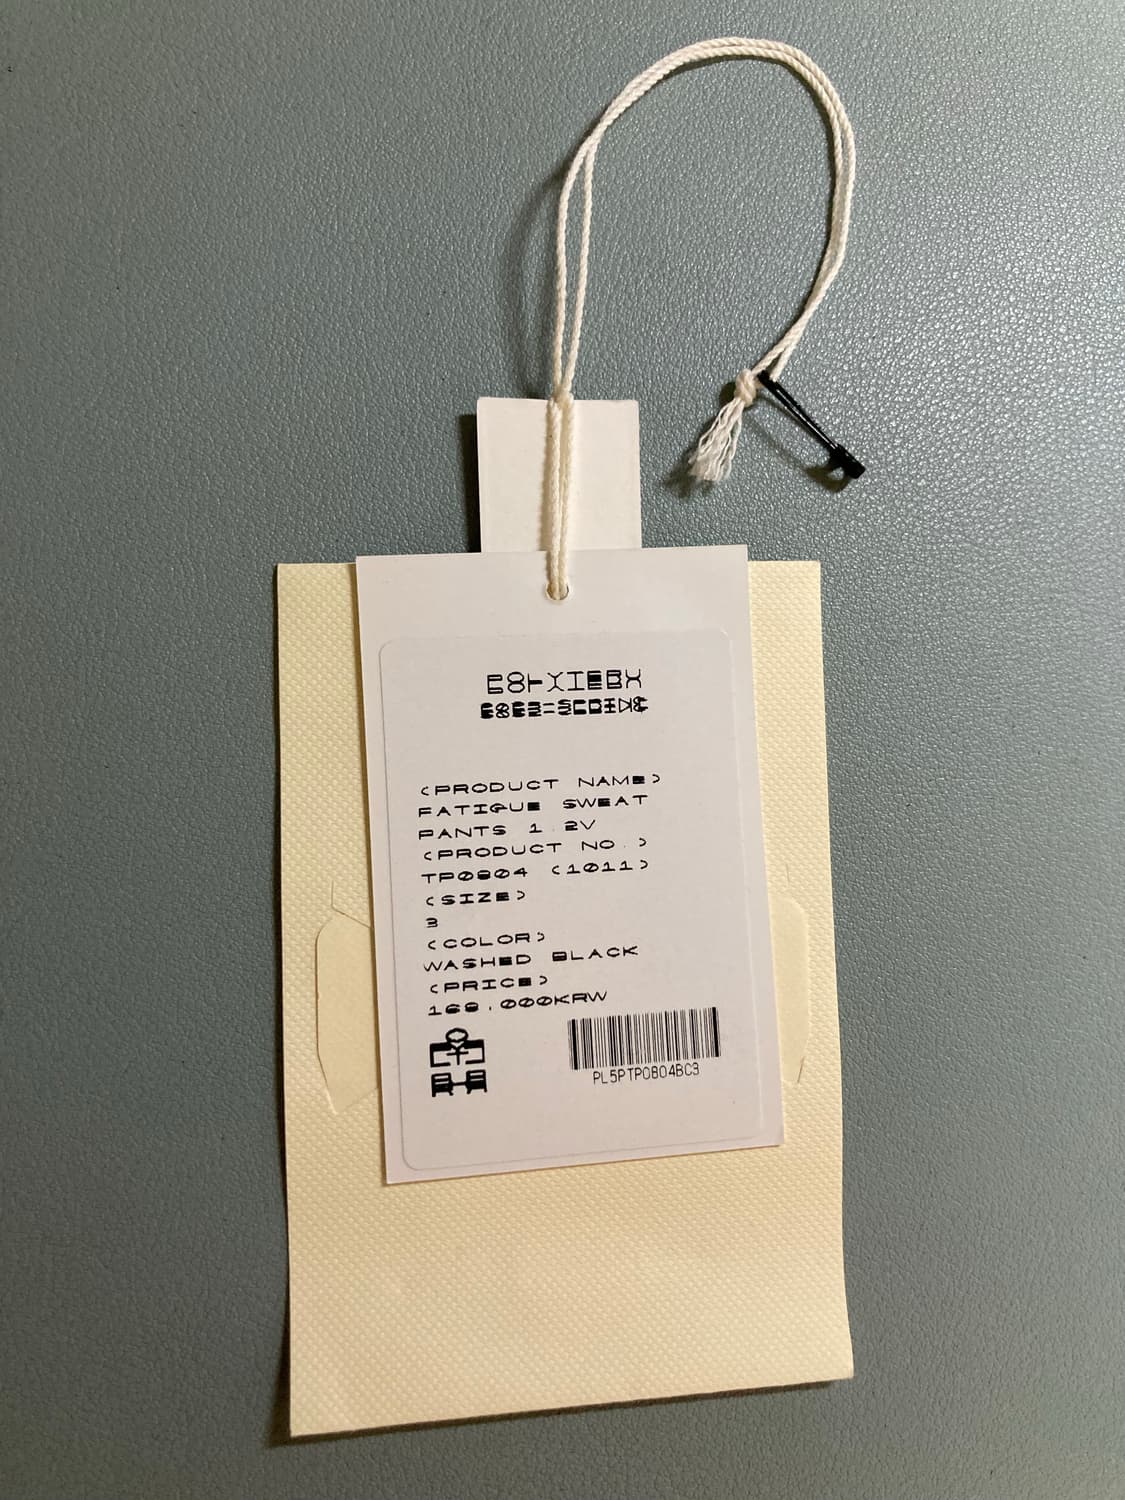 <PRODUCT NAME>
FATIGUE SWEAT
PANTS 1.2V
<PRODUCT NO.>
TP0804 <1011>
<SIZE>
3
<COLOR>
WASHED BLACK
<PRICE>
168.000KRW
PL5PTP0804BC3